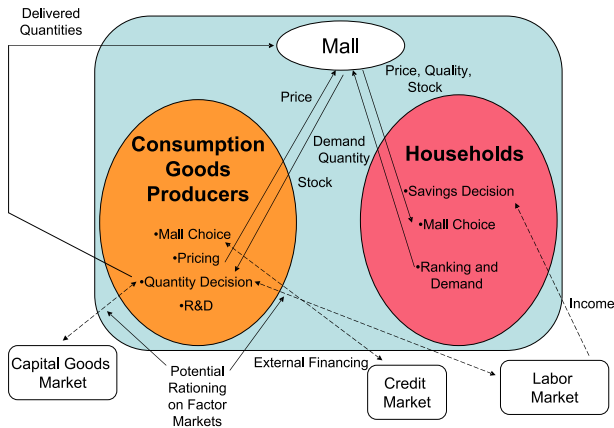 Delivered
Quantities
Mall
Price, Quality,
Stock
Price
Consumption
Goods
Producers
Demand
Quantity
Stock
Households
•Savings Decision
•Mall Choice
•Ranking and
Demand
•Mall Choice
•Pricing
•Quantity Decision
•R&D
Income
Capital Goods
Market
Potential
Rationing
on Factor
Markets
External Financing
Credit
Market
Labor
Market